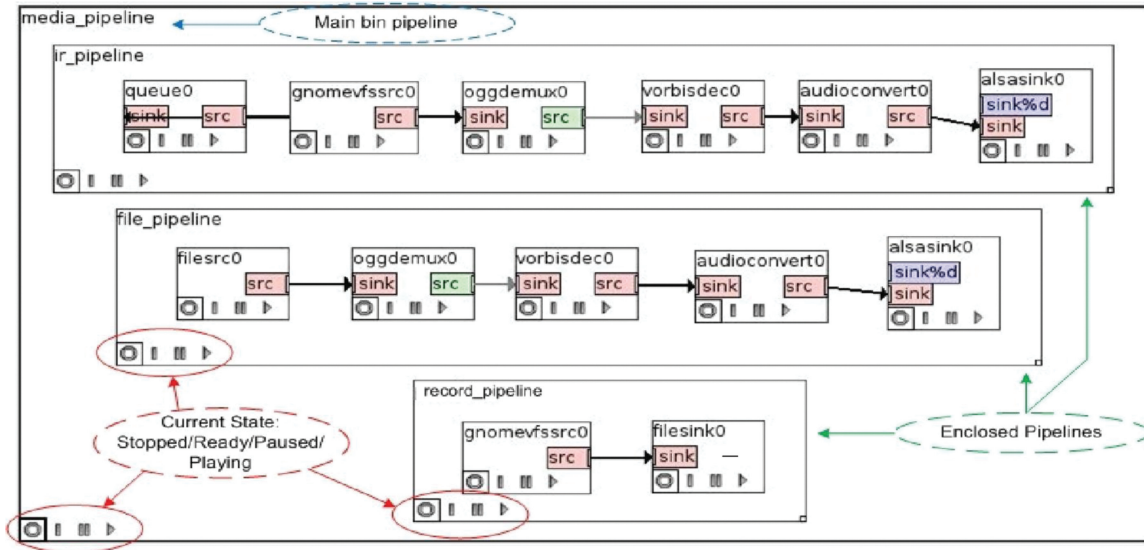 media_pipeline
Main bin pipeline
ir_pipeline
queue0
sink
src
gnomevfssrc0
src
oggdemux0
sink
src
vorbisdec0
sink
src
audioconvert0
sink
src
alsasink0
sink%d
sink
file_pipeline
filesrc0
src
oggdemux0
sink
src
vorbisdec0
sink
src
audioconvert0
sink
src
alsasink0
sink%d
sink
record_pipeline
gnomevfssrc0
src
filesink0
sink
Current State:
Stopped/Ready/Paused/
Playing
Enclosed Pipelines